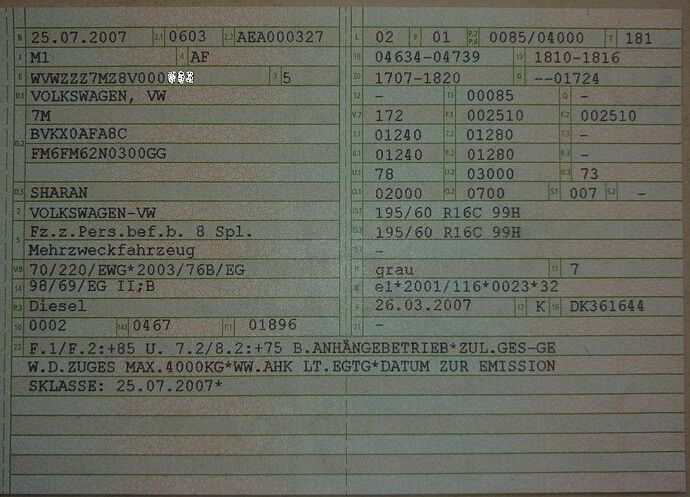 B 25.07.2007 2.1 0603 2.2 AEA000327
J M1 4 AF
E WVWZZZ7MZ8V000 3 5
D.1 VOLKSWAGEN, VW
7M
D.2 BVKX0AFA8C
FM6FM62N0300GG
D.3 SHARAN
2 VOLKSWAGEN-VW
5 Fz.z.Pers.bef.b. 8 Spl.
Mehrzweckfahrzeug
V.9 70/220/EWG*2003/76B/EG
14 98/69/EG II;B
P.3 Diesel
10 0002 14.1 0467 P.1 01896
L 02 9 01 P.2 P.4 0085/04000 T 181
18 04634-04739 19 1810-1816
20 1707-1820 G --01724
12 - 13 00085 Q -
V.7 172 F.1 002510 F.2 002510
7.1 01240 7.2 01280 7.3 -
8.1 01240 8.2 01280 8.3 -
U.1 78 U.2 03000 U.3 73
O.1 02000 O.2 0700 S.1 007 S.2 -
15.1 195/60 R16C 99H
15.2 195/60 R16C 99H
15.3 -
R grau 11 7
K e1*2001/116*0023*32
6 26.03.2007 17 K 16 DK361644
21 -
22 F.1/F.2:+85 U. 7.2/8.2:+75 B.ANHÄNGEBETRIEB*ZUL.GES-GE
W.D.ZUGES MAX.4000KG*WW.AHK LT.EGTG*DATUM ZUR EMISSION
SKLASSE: 25.07.2007*